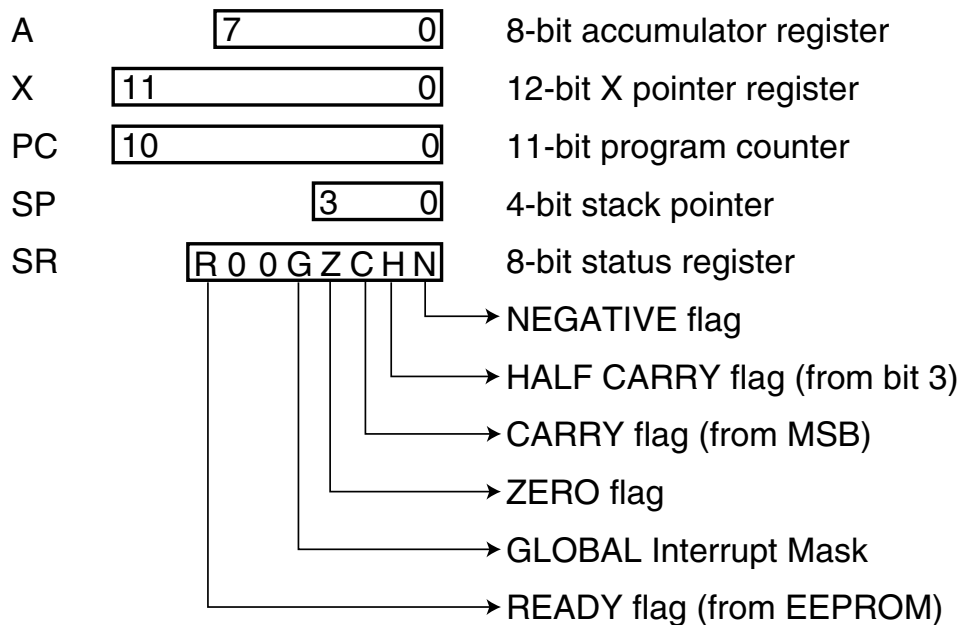 A 7 0 8-bit accumulator register
X 11 0 12-bit X pointer register
PC 10 0 11-bit program counter
SP 3 0 4-bit stack pointer
SR R 0 0 G Z C H N 8-bit status register
NEGATIVE flag
HALF CARRY flag (from bit 3)
CARRY flag (from MSB)
ZERO flag
GLOBAL Interrupt Mask
READY flag (from EEPROM)